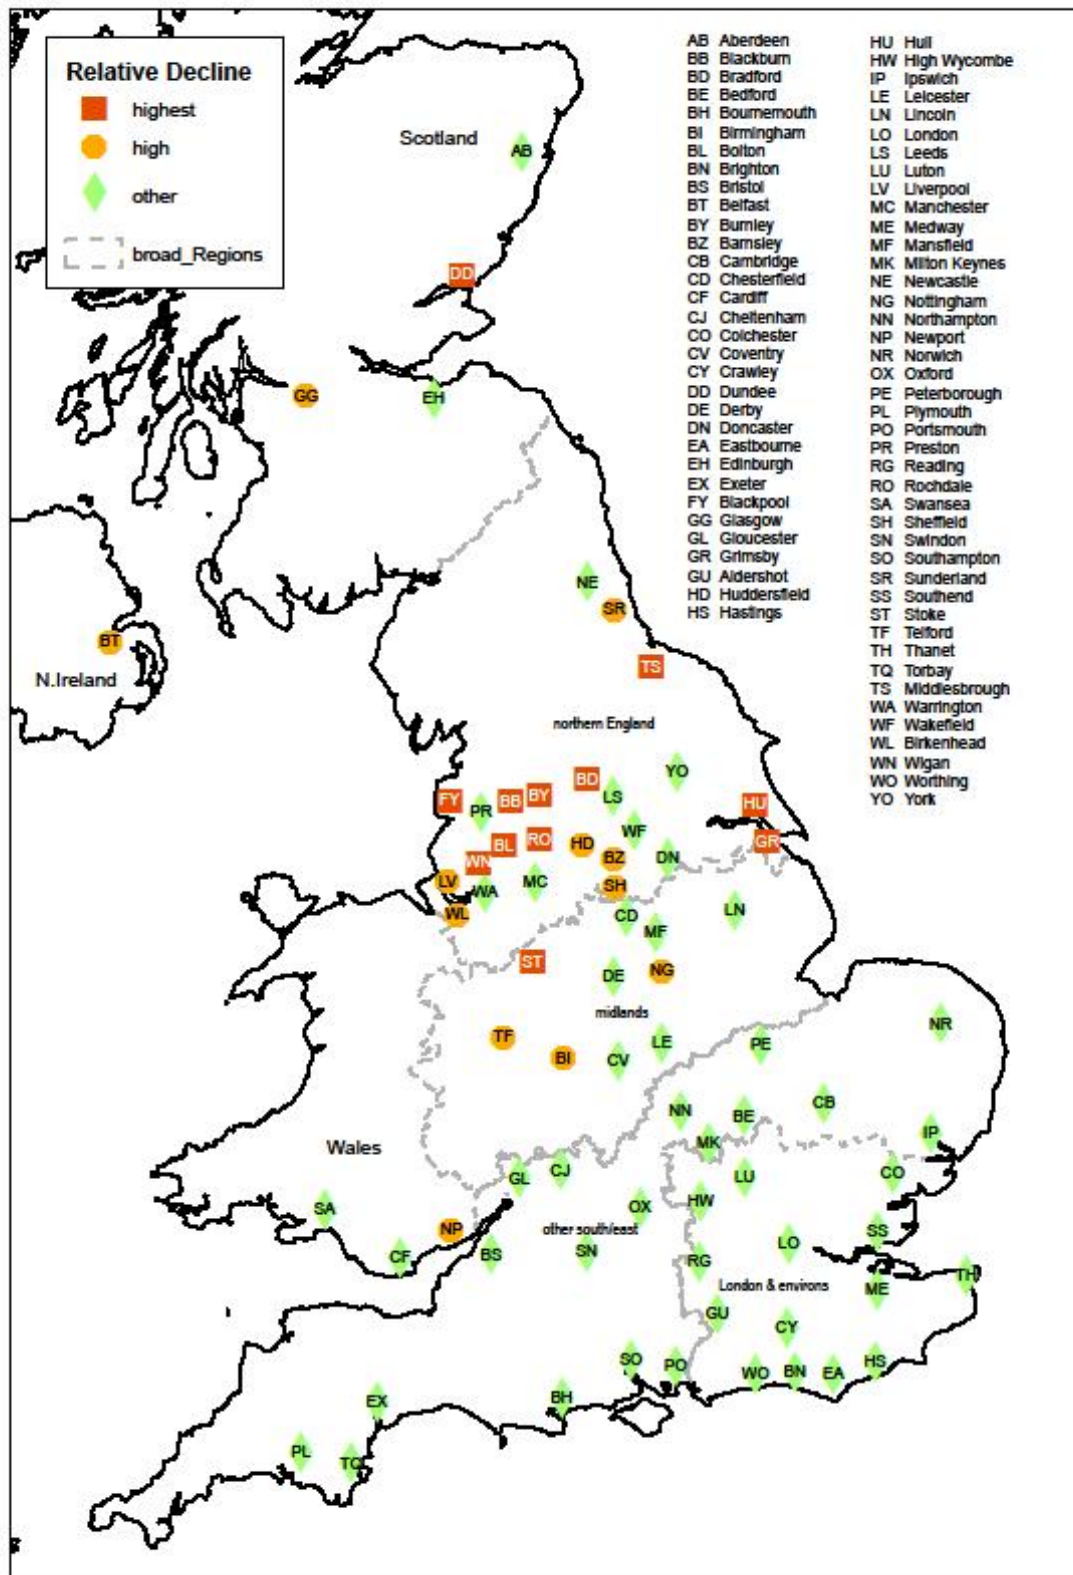 Relative Decline
highest
high
other
broad_Regions
AB Aberdeen
BB Blackburn
BD Bradford
BE Bedford
BH Bournemouth
BI Birmingham
BL Bolton
BN Brighton
BS Bristol
BT Belfast
BY Burnley
BZ Barnsley
CB Cambridge
CD Chesterfield
CF Cardiff
CJ Cheltenham
CO Colchester
CV Coventry
CY Crawley
DD Dundee
DE Derby
DN Doncaster
EA Eastbourne
EH Edinburgh
EX Exeter
FY Blackpool
GG Glasgow
GL Gloucester
GR Grimsby
GU Aldershot
HD Huddersfield
HS Hastings
HU Hull
HW High Wycombe
IP Ipswich
LE Leicester
LN Lincoln
LO London
LS Leeds
LU Luton
LV Liverpool
MC Manchester
ME Medway
MF Mansfield
MK Milton Keynes
NE Newcastle
NG Nottingham
NN Northampton
NP Newport
NR Norwich
OX Oxford
PE Peterborough
PL Plymouth
PO Portsmouth
PR Preston
RG Reading
RO Rochdale
SA Swansea
SH Sheffield
SN Swindon
SO Southampton
SR Sunderland
SS Southend
ST Stoke
TF Telford
TH Thanet
TQ Torbay
TS Middlesbrough
WA Warrington
WF Wakefield
WL Birkenhead
WN Wigan
WO Worthing
YO York
Scotland
AB
DD
GG
EH
NE
SR
BT
N.Ireland
TS
northern England
YO
BD
FY
BB
BY
LS
HU
PR
WF
RO
GR
BL
HD
BZ
DN
WN
LV
MC
SH
WA
WL
CD
LN
MF
ST
NG
DE
midlands
NR
TF
LE
PE
BI
CV
CB
NN
BE
IP
MK
Wales
CJ
GL
LU
CO
HW
SA
OX
NP
other south/east
SS
LO
BS
SN
CF
RG
TH
London & environs
ME
GU
CY
SO
PO
HS
WO
BN
EA
EX
BH
PL
TQ